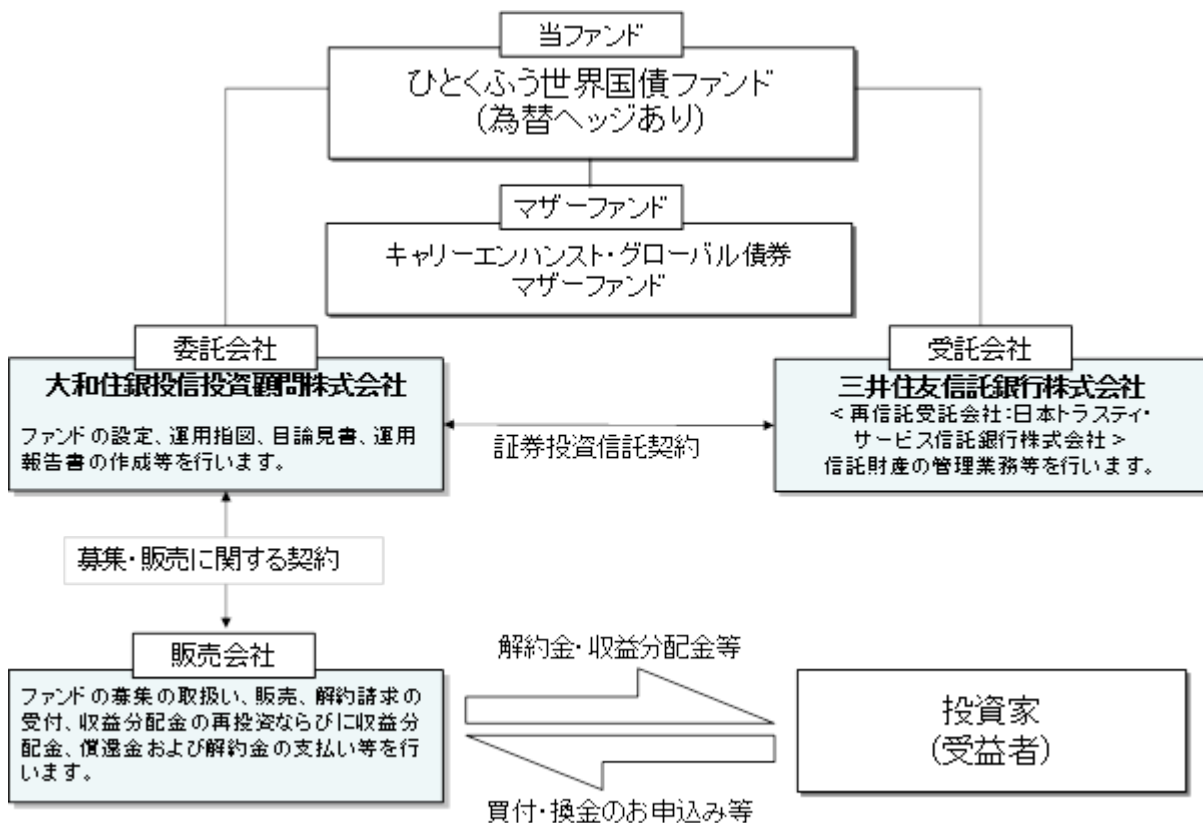 当ファンド
ひとくふう世界国債ファンド
(為替ヘッジあり)
マザーファンド
キャリーエンハンスト・グローバル債券
マザーファンド
委託会社
大和住銀投信投資顧問株式会社
ファンドの設定、運用指図、目論見書、運用
報告書の作成等を行います。
証券投資信託契約
受託会社
三井住友信託銀行株式会社
＜再信託受託会社:日本トラスティ・
サービス信託銀行株式会社＞
信託財産の管理業務等を行います。
募集・販売に関する契約
販売会社
ファンドの募集の取扱い、販売、解約請求の
受付、収益分配金の再投資ならびに収益分
配金、償還金および解約金の支払い等を行
います。
解約金・収益分配金等
買付・換金のお申込み等
投資家
(受益者)